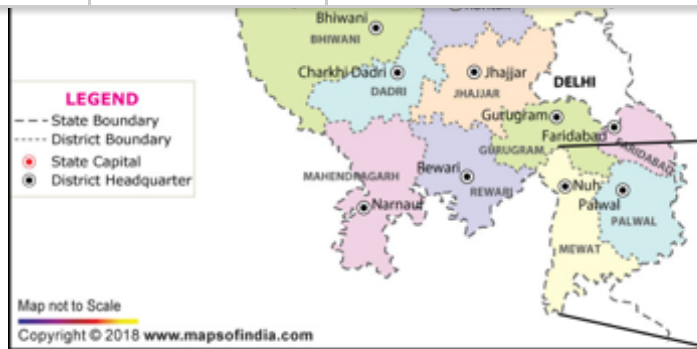 Bhiwani
BHIWANI
Charkhi Dadri
DADRI
Jhajjar
JHAJJAR
DELHI
Gurugram
GURUGRAM
Faridabad
FARIDABAD
MAHENDRAGARH
Narnaul
Rewari
REWARI
Nuh
Palwal
PALWAL
MEWAT
LEGEND
State Boundary
District Boundary
State Capital
District Headquarter
Map not to Scale
Copyright © 2018 www.mapsofindia.com